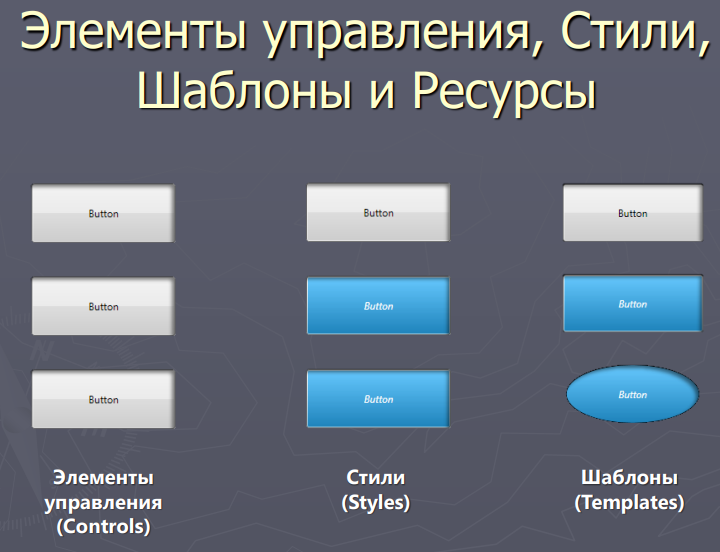 Элементы управления, Стили,
Шаблоны и Ресурсы
Button
Button
Button
Button
Button
Button
Button
Button
Button
Элементы
управления
(Controls)
Стили
(Styles)
Шаблоны
(Templates)
N